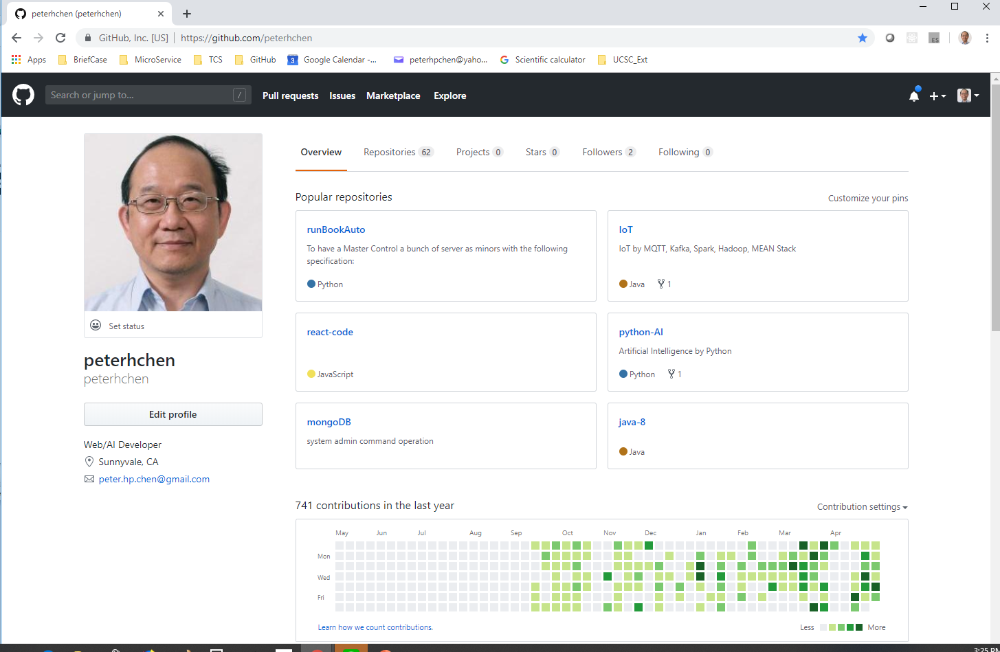 peterhchen (peterhchen)
GitHub, Inc. [US] https://github.com/peterhchen
ES
Apps BriefCase MicroService TCS GitHub 3 Google Calendar -... peterhpchen@yaho... Scientific calculator UCSC_Ext
Search or jump to... / Pull requests Issues Marketplace Explore
Overview Repositories 62 Projects 0 Stars 0 Followers 2 Following 0
Popular repositories
Customize your pins
runBookAuto
To have a Master Control a bunch of server as minors with the following
specification:
Python
IoT
IoT by MQTT, Kafka, Spark, Hadoop, MEAN Stack
Java 1
react-code
JavaScript
python-AI
Artificial Intelligence by Python
Python 1
mongoDB
system admin command operation
java-8
Java
Set status
peterhchen
peterhchen
Edit profile
Web/AI Developer
Sunnyvale, CA
peter.hp.chen@gmail.com
741 contributions in the last year
Contribution settings
May Jun Jul Aug Sep Oct Nov Dec Jan Feb Mar Apr
Mon
Wed
Fri
Learn how we count contributions.
Less More
3:25 PM